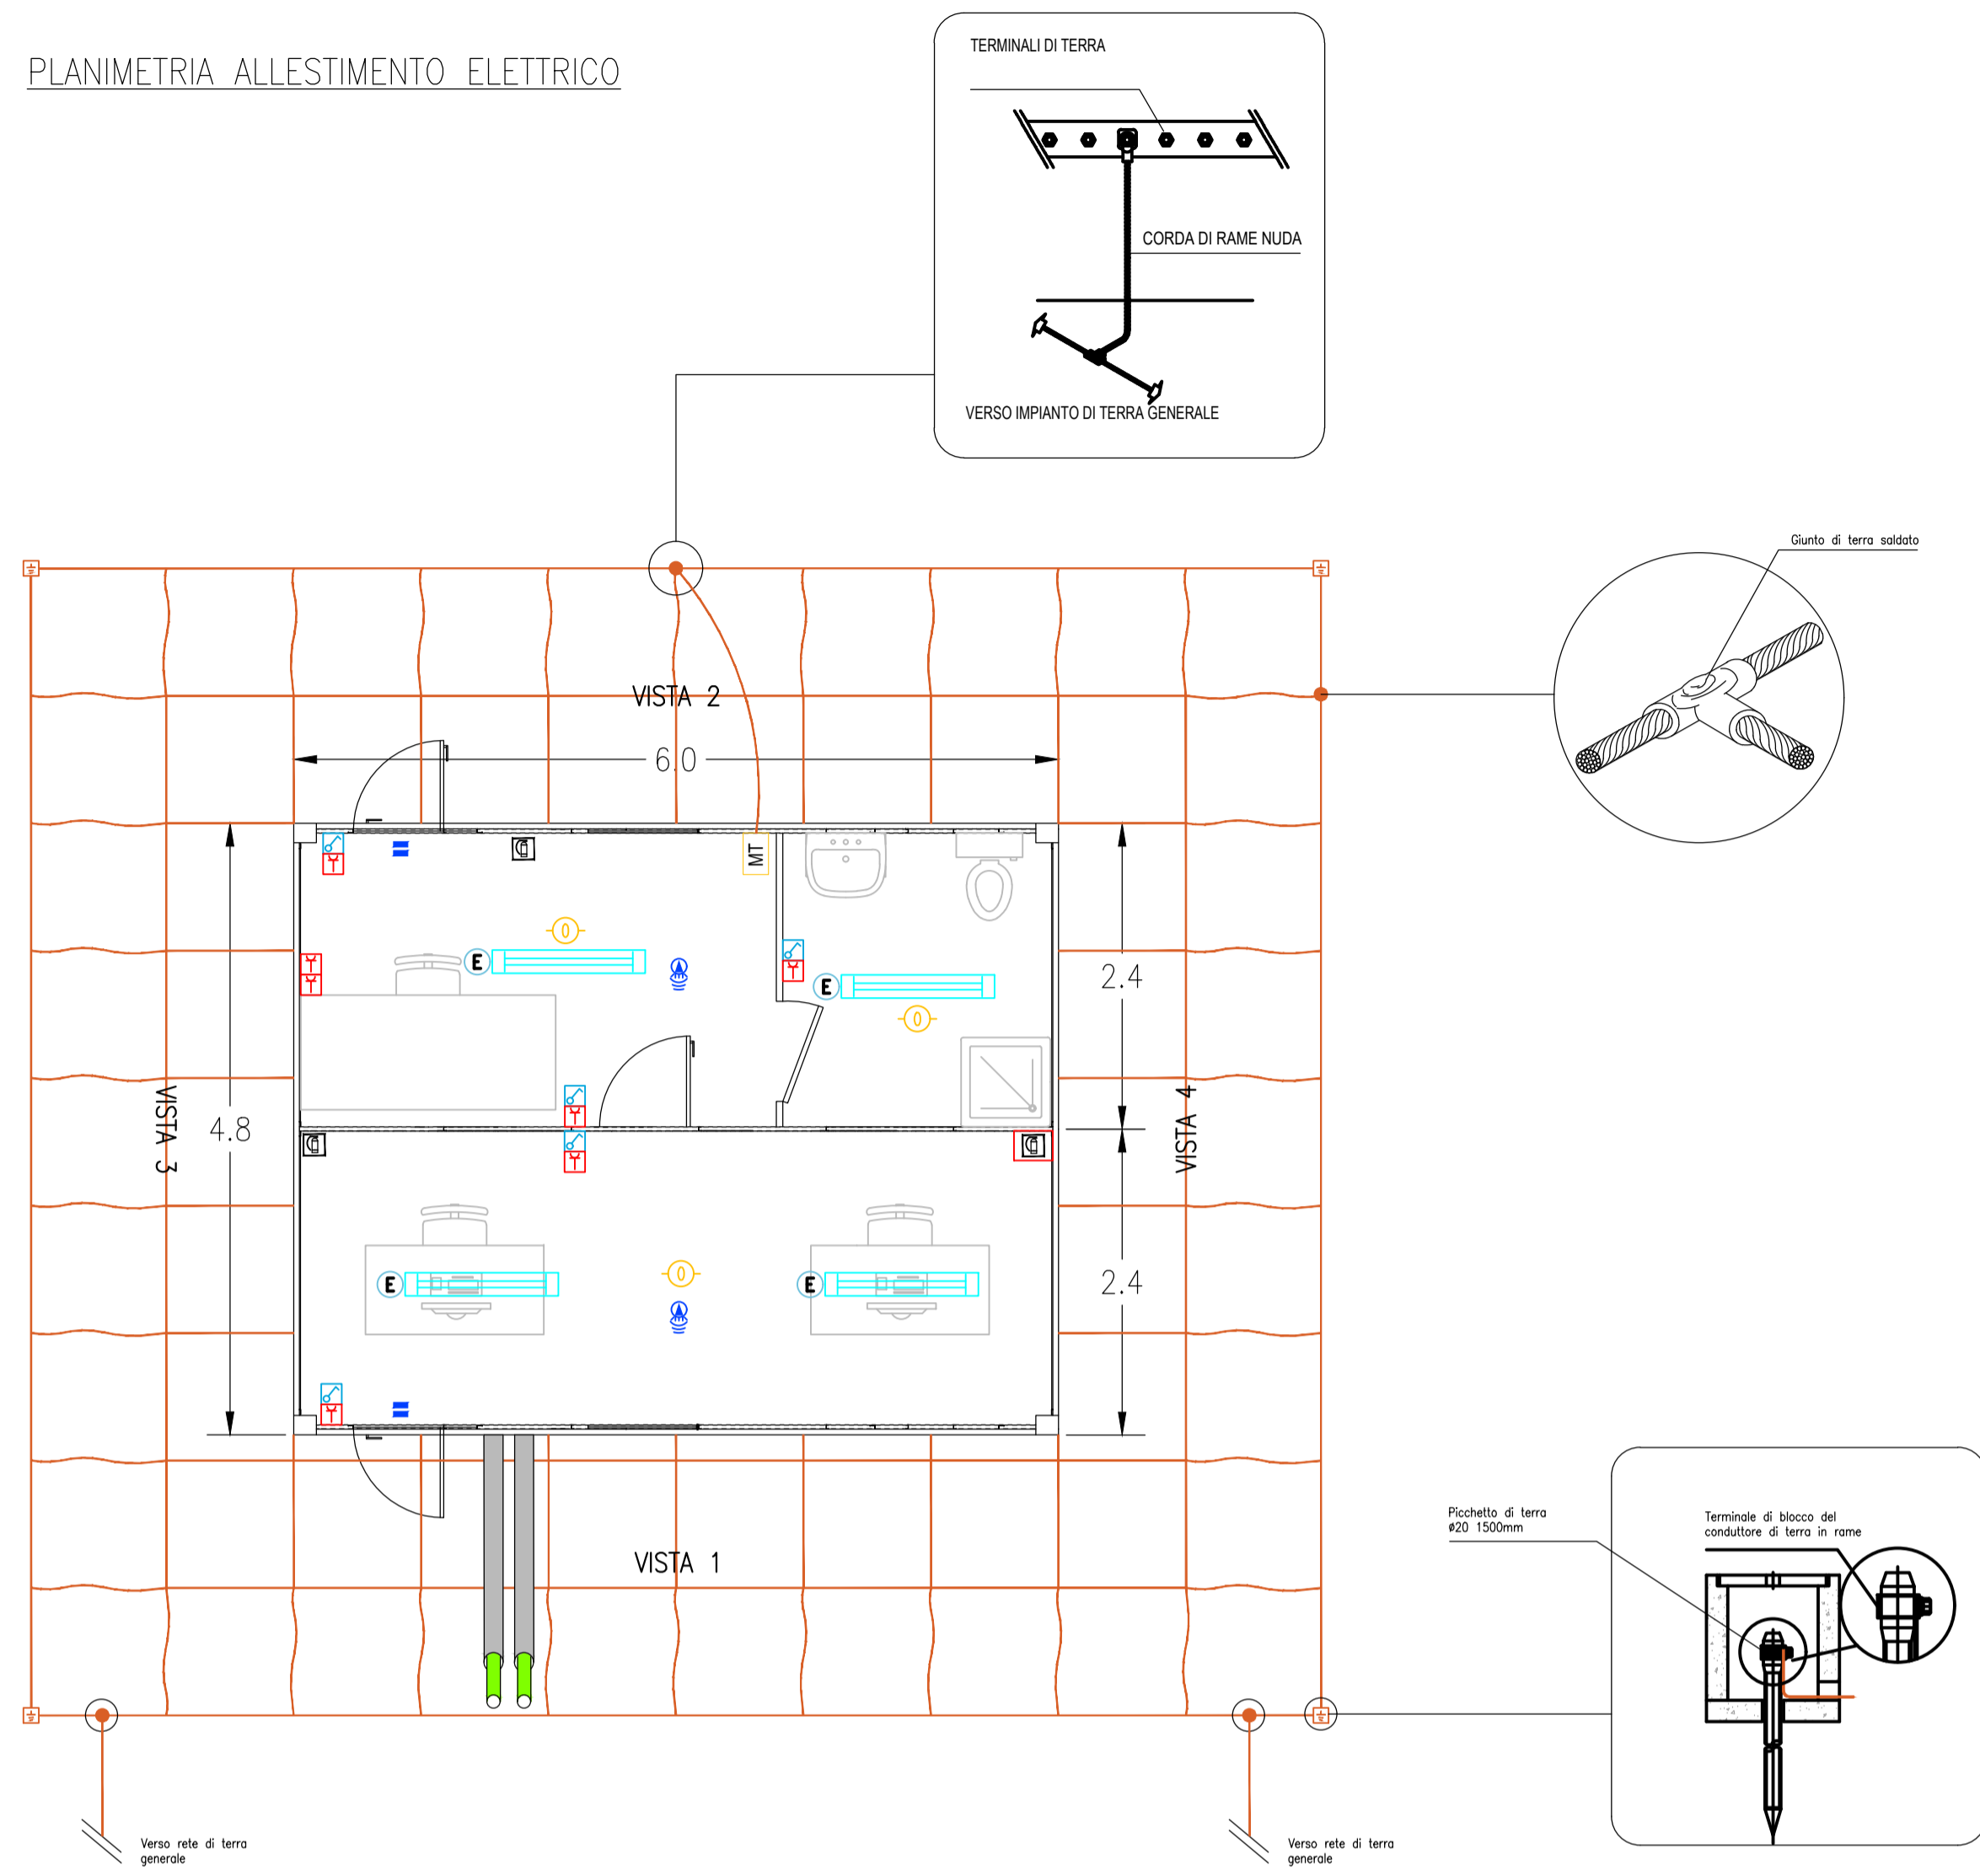 PLANIMETRIA ALLESTIMENTO ELETTRICO
TERMINALI DI TERRA
CORDA DI RAME NUDA
VERSO IMPIANTO DI TERRA GENERALE
Giunto di terra saldato
VISTA 2
6.0
MT
E
E
2.4
VISTA 3
4.8
VISTA 4
E
E
2.4
VISTA 1
Picchetto di terra
ø20 1500mm
Terminale di blocco del
conduttore di terra in rame
Verso rete di terra
generale
Verso rete di terra
generale